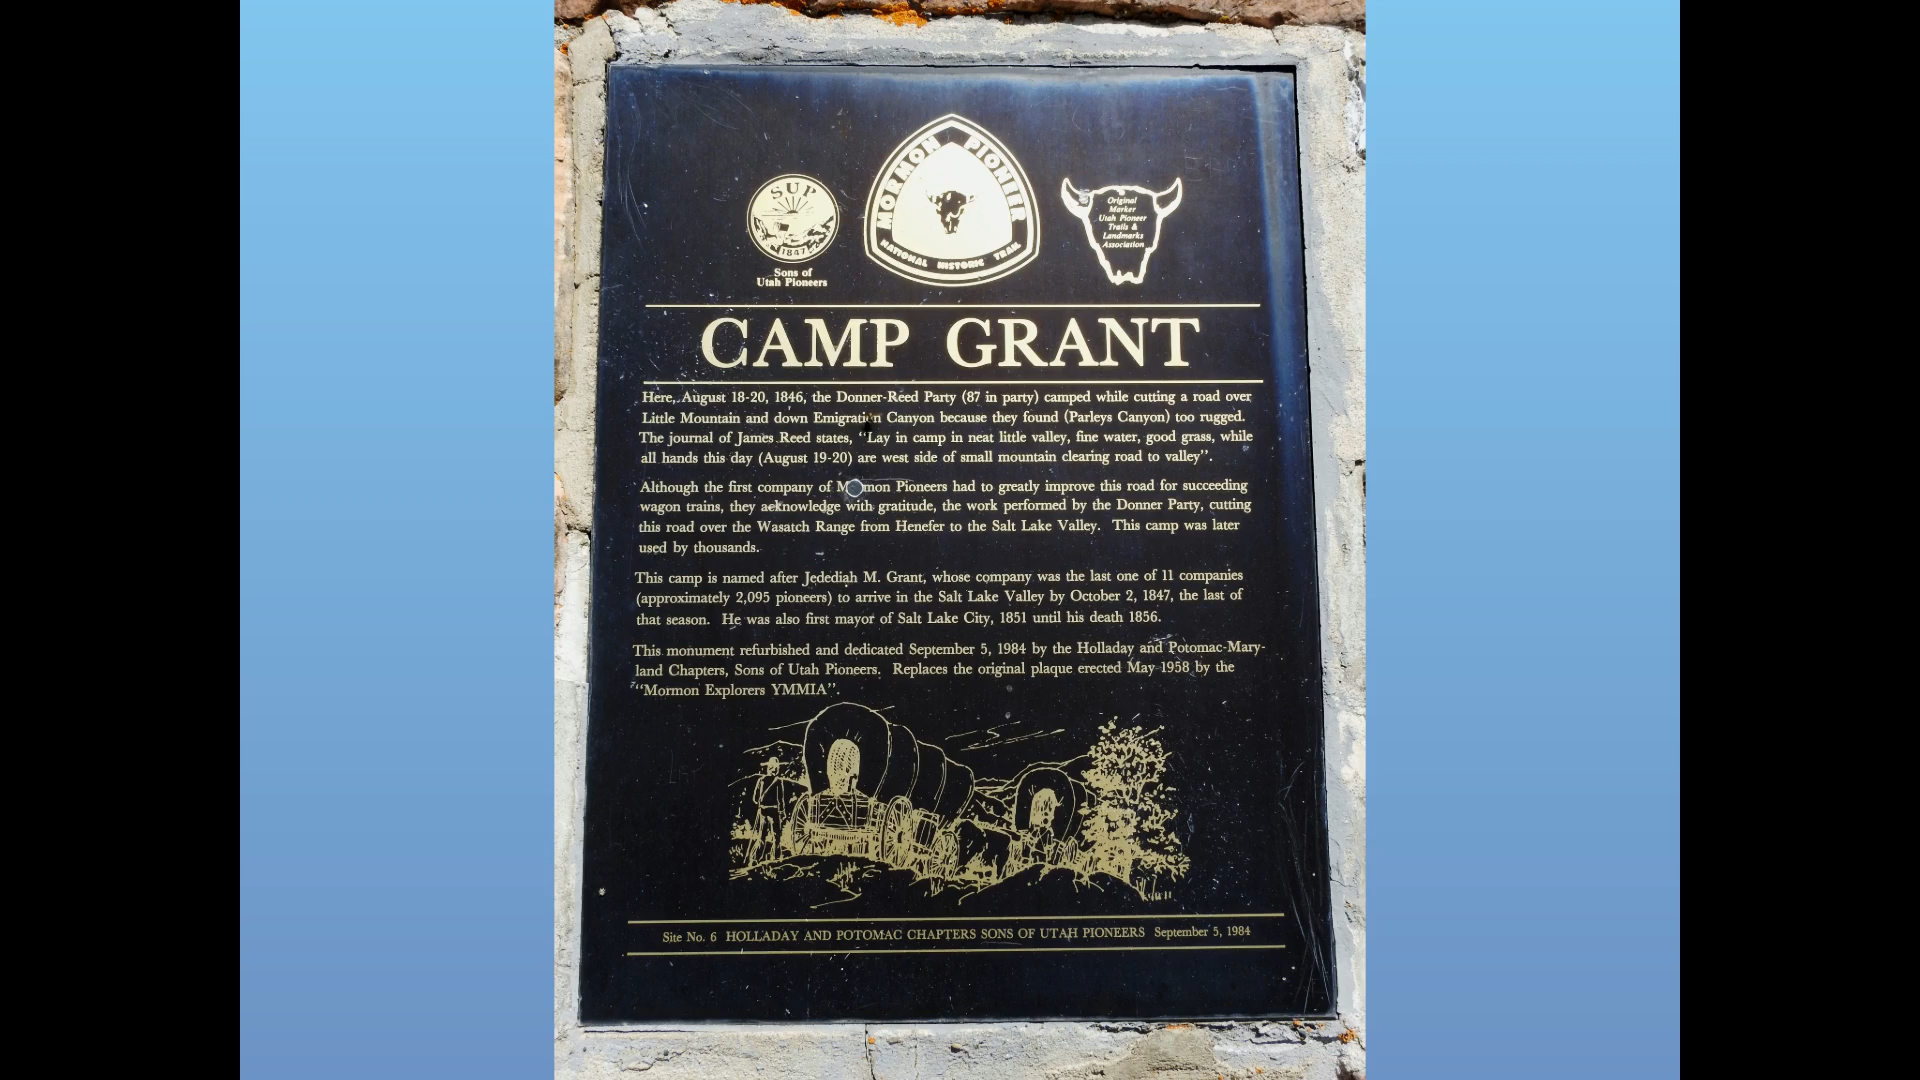 SUP
1847
Sons of
Utah Pioneers
MORMON PIONEER
NATIONAL HISTORIC TRAIL
Original
Marker
Utah Pioneer
Trails &
Landmarks
Association
CAMP GRANT
Here, August 18-20, 1846, the Donner-Reed Party (87 in party) camped while cutting a road over
Little Mountain and down Emigration Canyon because they found (Parleys Canyon) too rugged.
The journal of James Reed states, "Lay in camp in neat little valley, fine water, good grass, while
all hands this day (August 19-20) are west side of small mountain clearing road to valley".
Although the first company of Mormon Pioneers had to greatly improve this road for succeeding
wagon trains, they acknowledge with gratitude, the work performed by the Donner Party, cutting
this road over the Wasatch Range from Henefer to the Salt Lake Valley. This camp was later
used by thousands.
This camp is named after Jedediah M. Grant, whose company was the last one of 11 companies
(approximately 2,095 pioneers) to arrive in the Salt Lake Valley by October 2, 1847, the last of
that season. He was also first mayor of Salt Lake City, 1851 until his death 1856.
This monument refurbished and dedicated September 5, 1984 by the Holladay and Potomac-Mary-
land Chapters, Sons of Utah Pioneers. Replaces the original plaque erected May 1958 by the
"Mormon Explorers YMMIA".
Site No. 6 HOLLADAY AND POTOMAC CHAPTERS SONS OF UTAH PIONEERS September 5, 1984